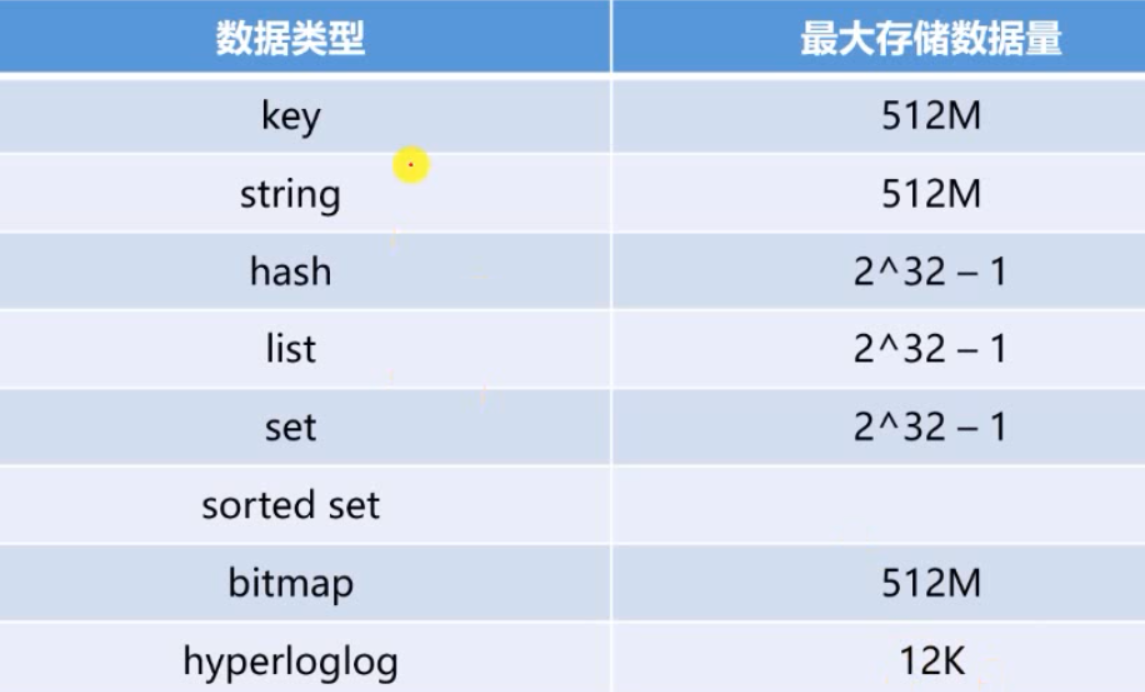 数据类型 最大存储数据量
key 512M
string 512M
hash 2^32 – 1
list 2^32 – 1
set 2^32 – 1
sorted set
bitmap 512M
hyperloglog 12K